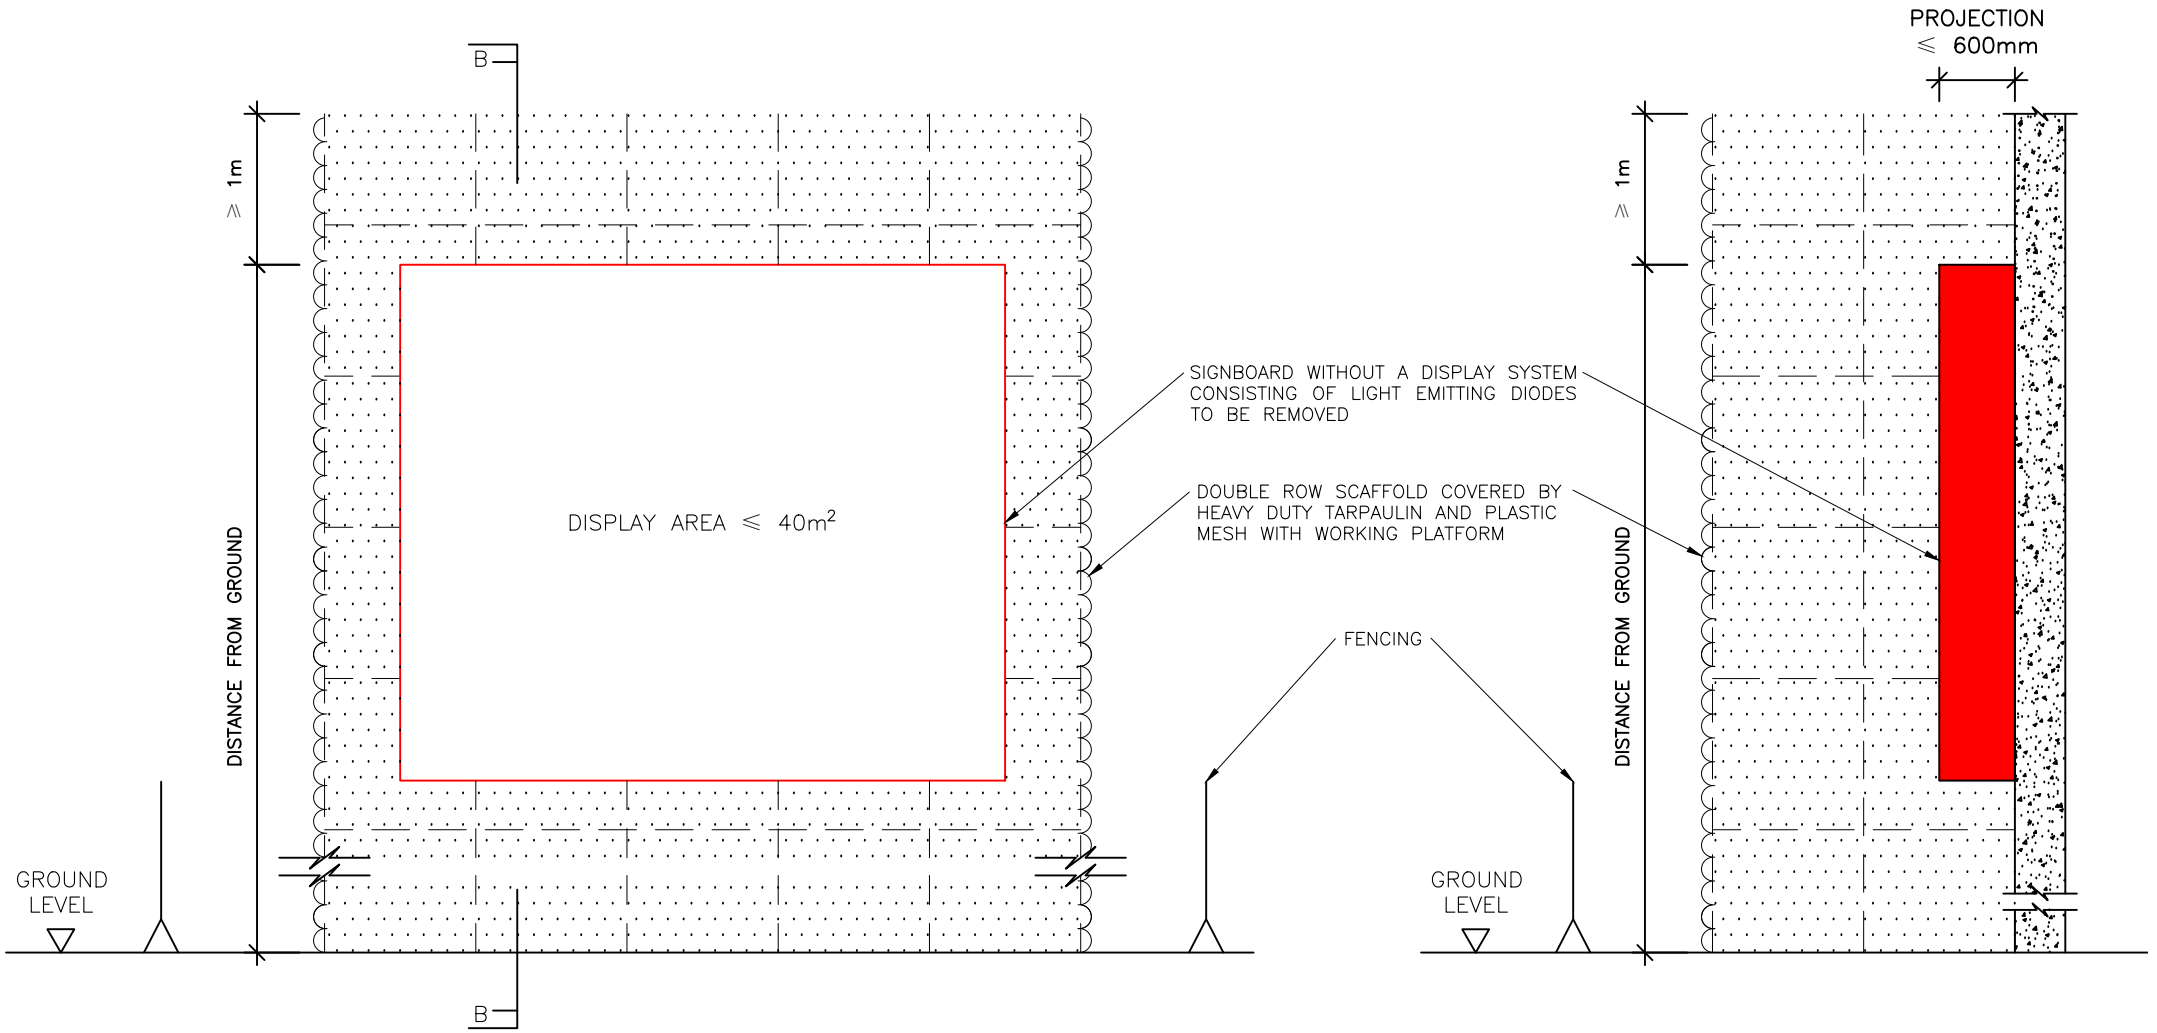 PROJECTION
≤ 600mm
B
≥ 1m
≥ 1m
SIGNBOARD WITHOUT A DISPLAY SYSTEM
CONSISTING OF LIGHT EMITTING DIODES
TO BE REMOVED
DISPLAY AREA ≤ 40m²
DOUBLE ROW SCAFFOLD COVERED BY
HEAVY DUTY TARPAULIN AND PLASTIC
MESH WITH WORKING PLATFORM
DISTANCE FROM GROUND
DISTANCE FROM GROUND
FENCING
GROUND
LEVEL
GROUND
LEVEL
B